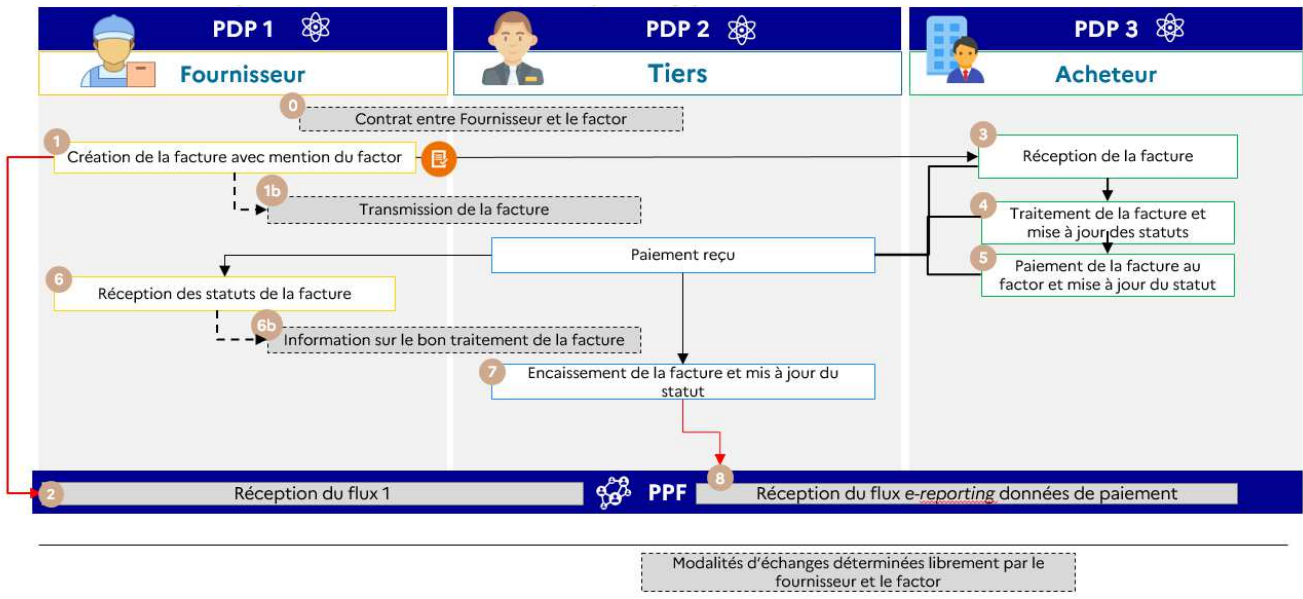 PDP 1
PDP 2
PDP 3
Fournisseur
Tiers
Acheteur
0
Contrat entre Fournisseur et le factor
1
Création de la facture avec mention du factor
3
Réception de la facture
1b
Transmission de la facture
4
Traitement de la facture et
mise à jour des statuts
Paiement reçu
5
Paiement de la facture au
factor et mise à jour du statut
6
Réception des statuts de la facture
6b
Information sur le bon traitement de la facture
7
Encaissement de la facture et mis à jour du
statut
2
Réception du flux 1
PPF
8
Réception du flux e-reporting données de paiement
Modalités d'échanges déterminées librement par le
fournisseur et le factor